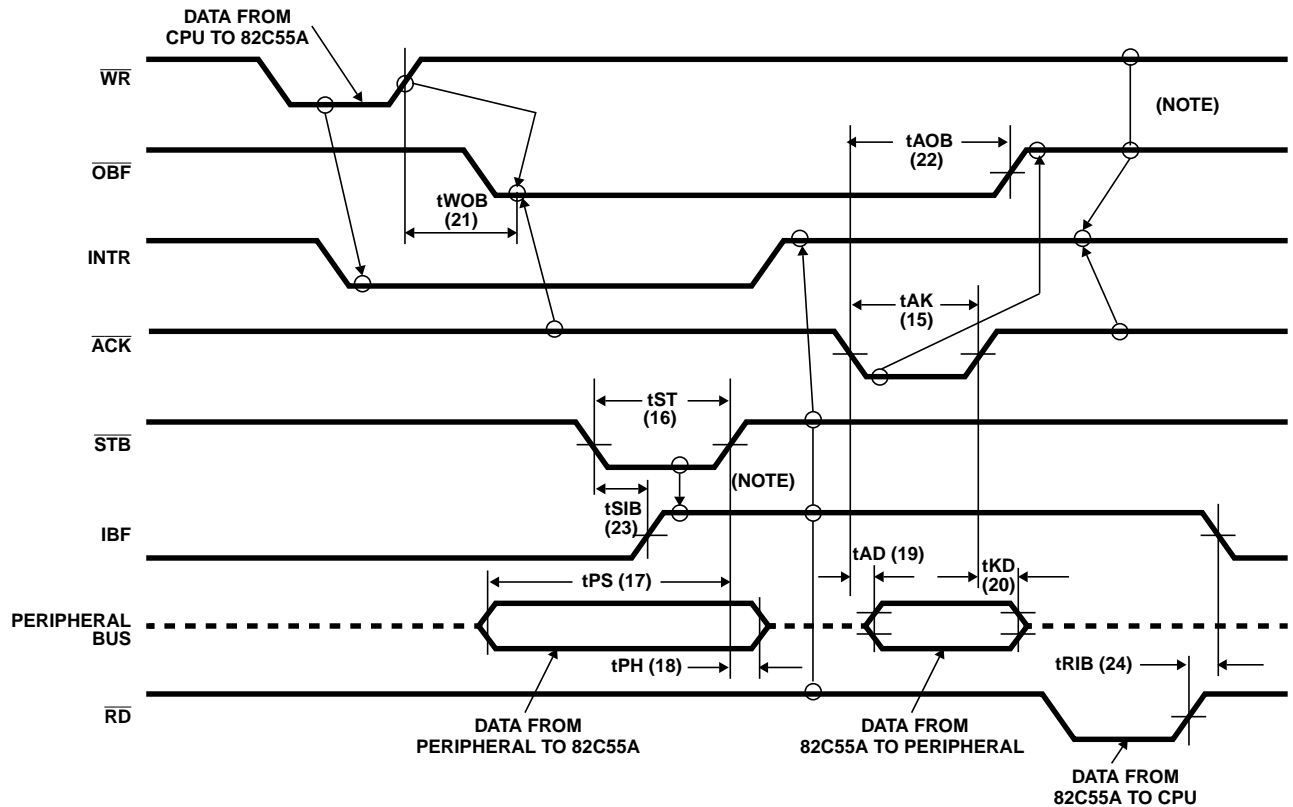 DATA FROM
CPU TO 82C55A
WR
(NOTE)
tAOB
(22)
OBF
tWOB
(21)
INTR
tAK
(15)
ACK
tST
(16)
STB
(NOTE)
tSIB
(23)
IBF
tAD (19)
tKD
(20)
tPS (17)
PERIPHERAL
BUS
tPH (18)
tRIB (24)
RD
DATA FROM
PERIPHERAL TO 82C55A
DATA FROM
82C55A TO PERIPHERAL
DATA FROM
82C55A TO CPU